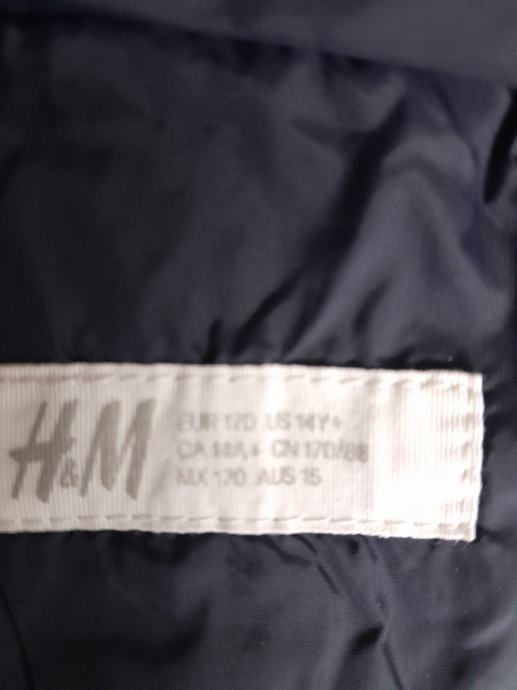 H&M
EUR 170 US 14Y+
CA 14A+ CN 170/88
MX 170 AUS 15